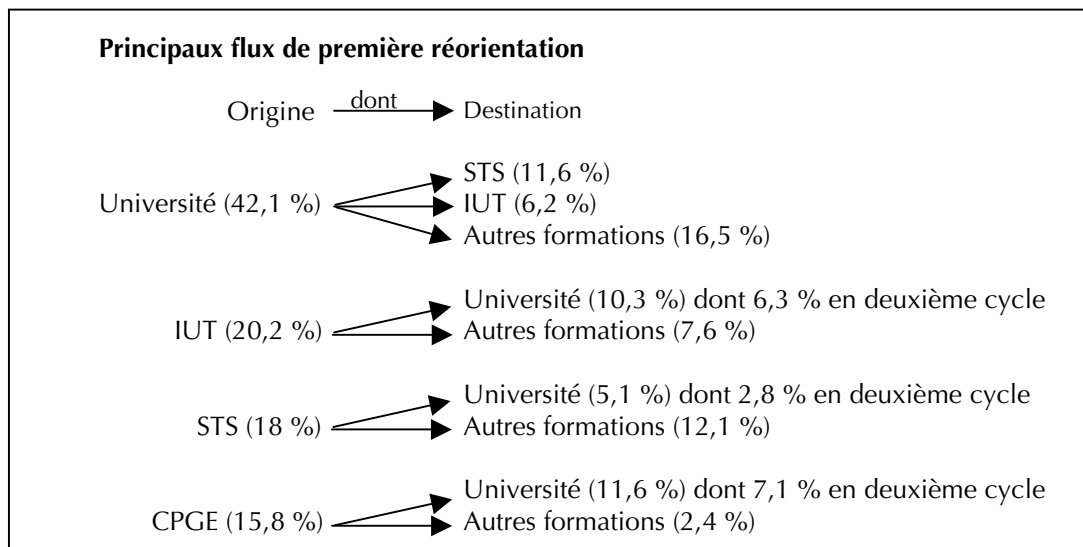 Principaux flux de première réorientation
Origine dont Destination
STS (11,6 %)
Université (42,1 %) IUT (6,2 %)
Autres formations (16,5 %)
Université (10,3 %) dont 6,3 % en deuxième cycle
IUT (20,2 %) Autres formations (7,6 %)
Université (5,1 %) dont 2,8 % en deuxième cycle
STS (18 %) Autres formations (12,1 %)
Université (11,6 %) dont 7,1 % en deuxième cycle
CPGE (15,8 %) Autres formations (2,4 %)